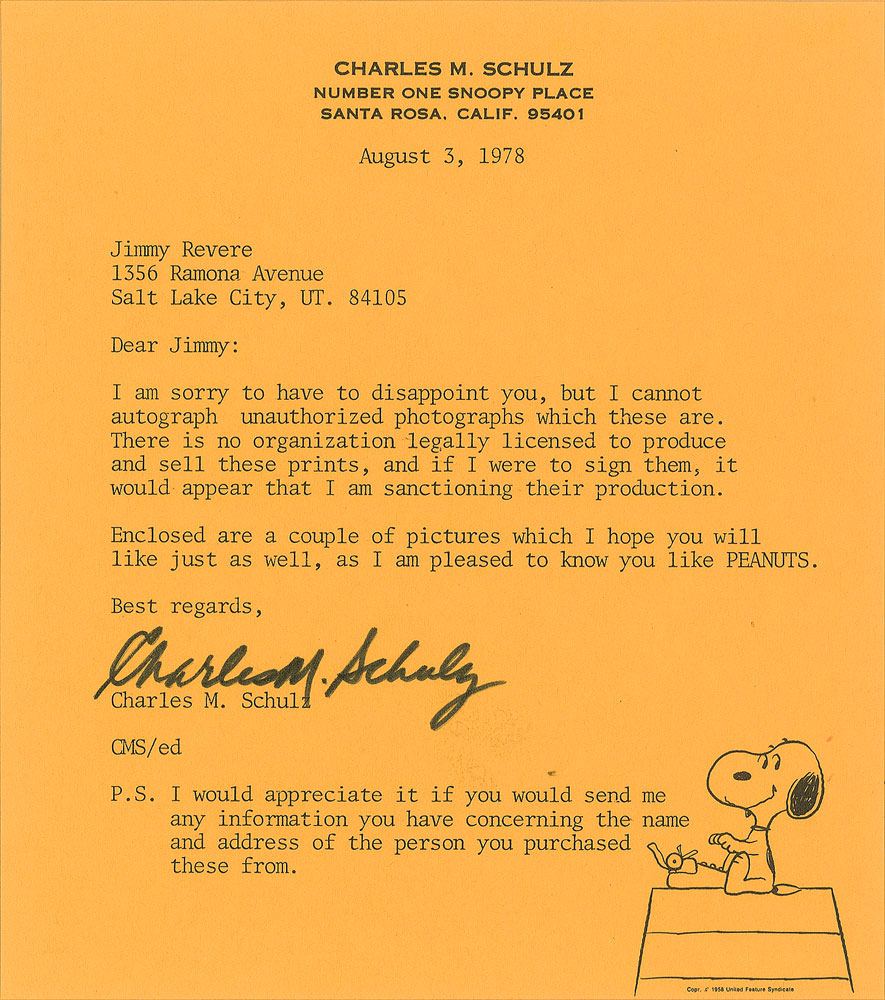 CHARLES M. SCHULZ
NUMBER ONE SNOOPY PLACE
SANTA ROSA, CALIF. 95401
August 3, 1978
Jimmy Revere
1356 Ramona Avenue
Salt Lake City, UT. 84105
Dear Jimmy:
I am sorry to have to disappoint you, but I cannot
autograph unauthorized photographs which these are.
There is no organization legally licensed to produce
and sell these prints, and if I were to sign them, it
would appear that I am sanctioning their production.
Enclosed are a couple of pictures which I hope you will
like just as well, as I am pleased to know you like PEANUTS.
Best regards,
Charles M. Schulz
Charles M. Schulz
CMS/ed
P.S. I would appreciate it if you would send me
any information you have concerning the name
and address of the person you purchased
these from.
Copr. © 1958 United Feature Syndicate